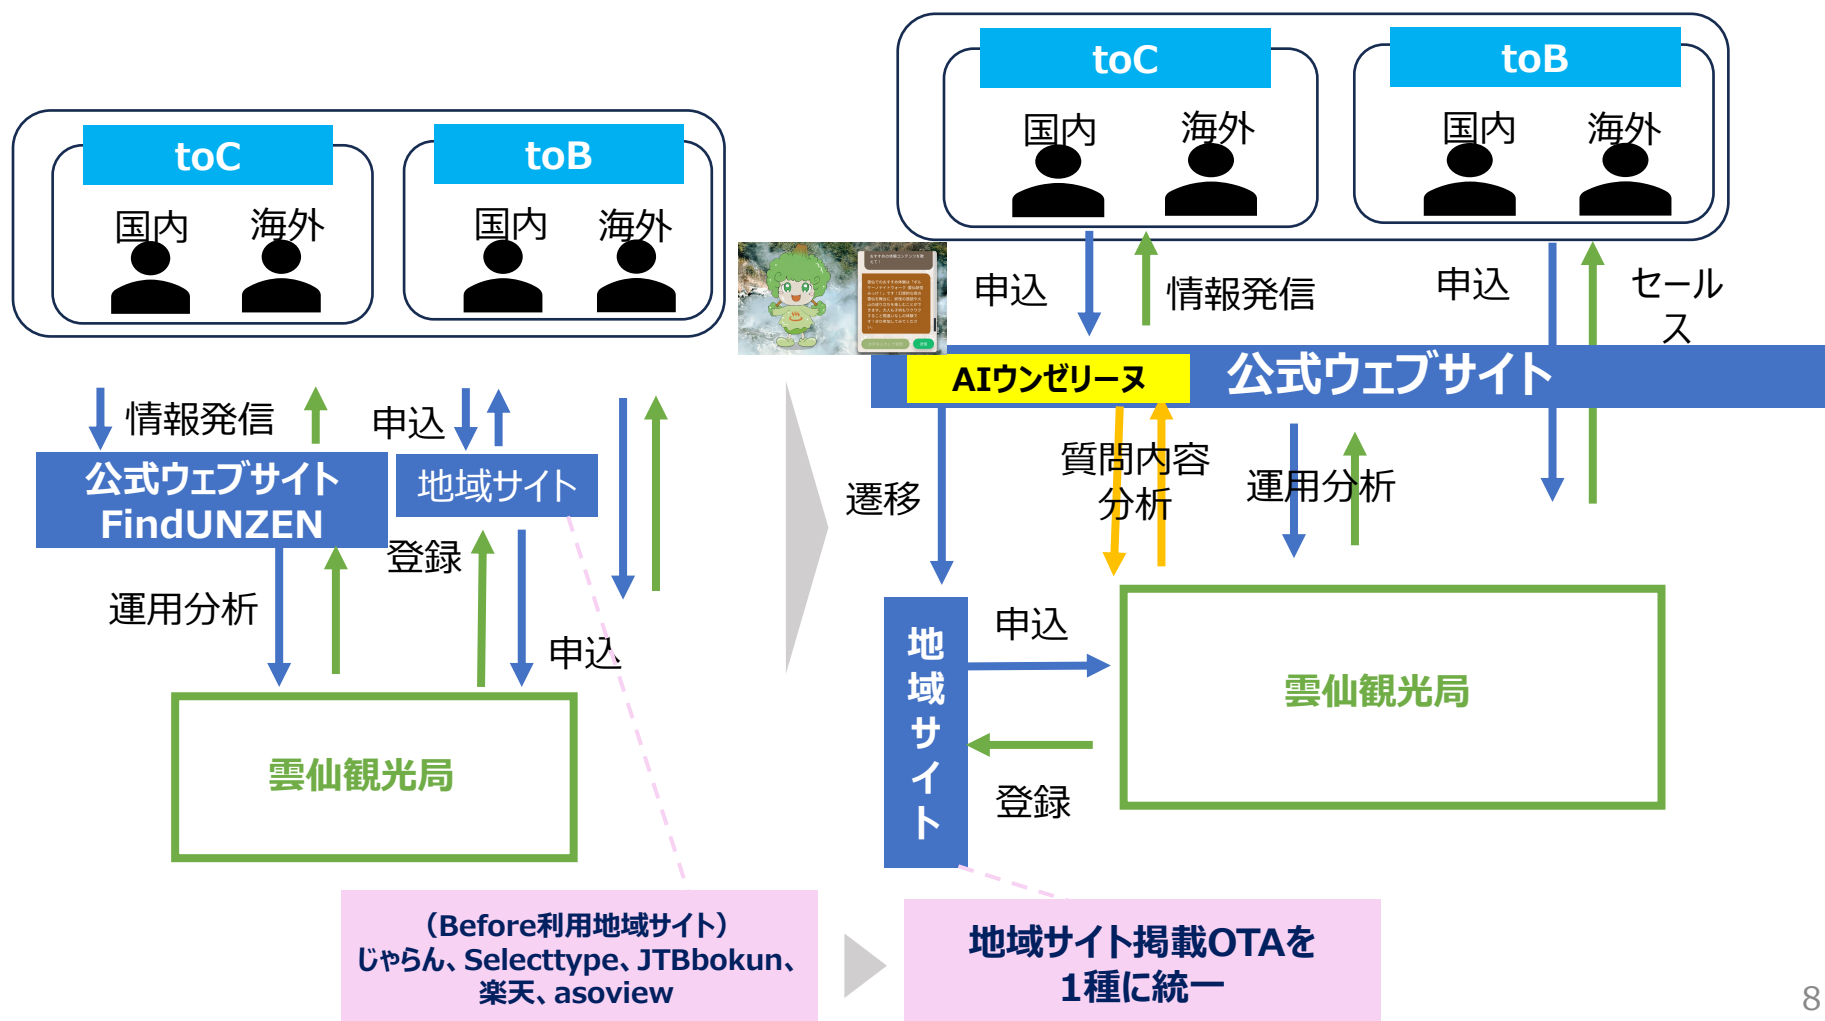 toC
toB
国内
海外
国内
海外
情報発信
申込
公式ウェブサイト
FindUNZEN
地域サイト
登録
運用分析
申込
雲仙観光局
（Before利用地域サイト）
じゃらん、Selecttype、JTBbokun、
楽天、asoview
toC
toB
国内
海外
国内
海外
申込
情報発信
申込
セール
ス
AIウンゼリーヌ
公式ウェブサイト
遷移
質問内容
分析
運用分析
地域サイト
申込
登録
雲仙観光局
地域サイト掲載OTAを
1種に統一
8